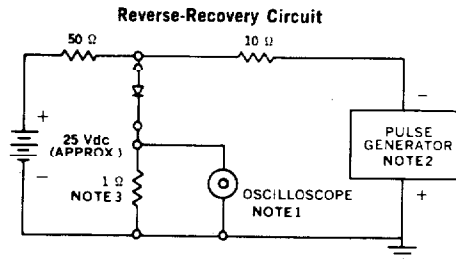 Reverse-Recovery Circuit
50 Ω
10 Ω
+
25 Vdc
(APPROX.)
−
1 Ω
NOTE 3
OSCILLOSCOPE
NOTE 1
−
PULSE
GENERATOR
NOTE 2
+